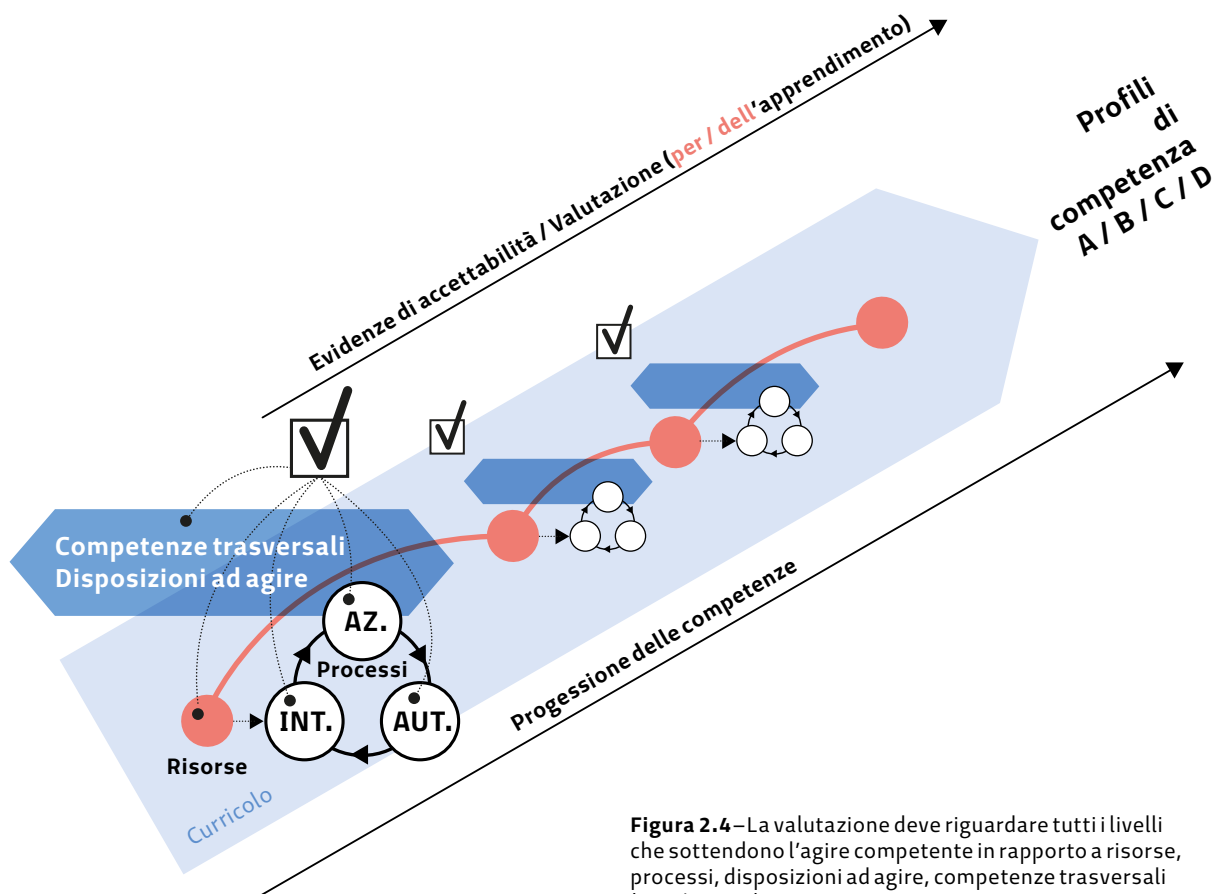 Evidenze di accettabilità / Valutazione (per / dell'apprendimento)
Profili
di
competenza
A / B / C / D
Competenze trasversali
Disposizioni ad agire
AZ.
Processi
INT.
AUT.
Risorse
Curricolo
Progessione delle competenze
Figura 2.4–La valutazione deve riguardare tutti i livelli
che sottendono l'agire competente in rapporto a risorse,
processi, disposizioni ad agire, competenze trasversali